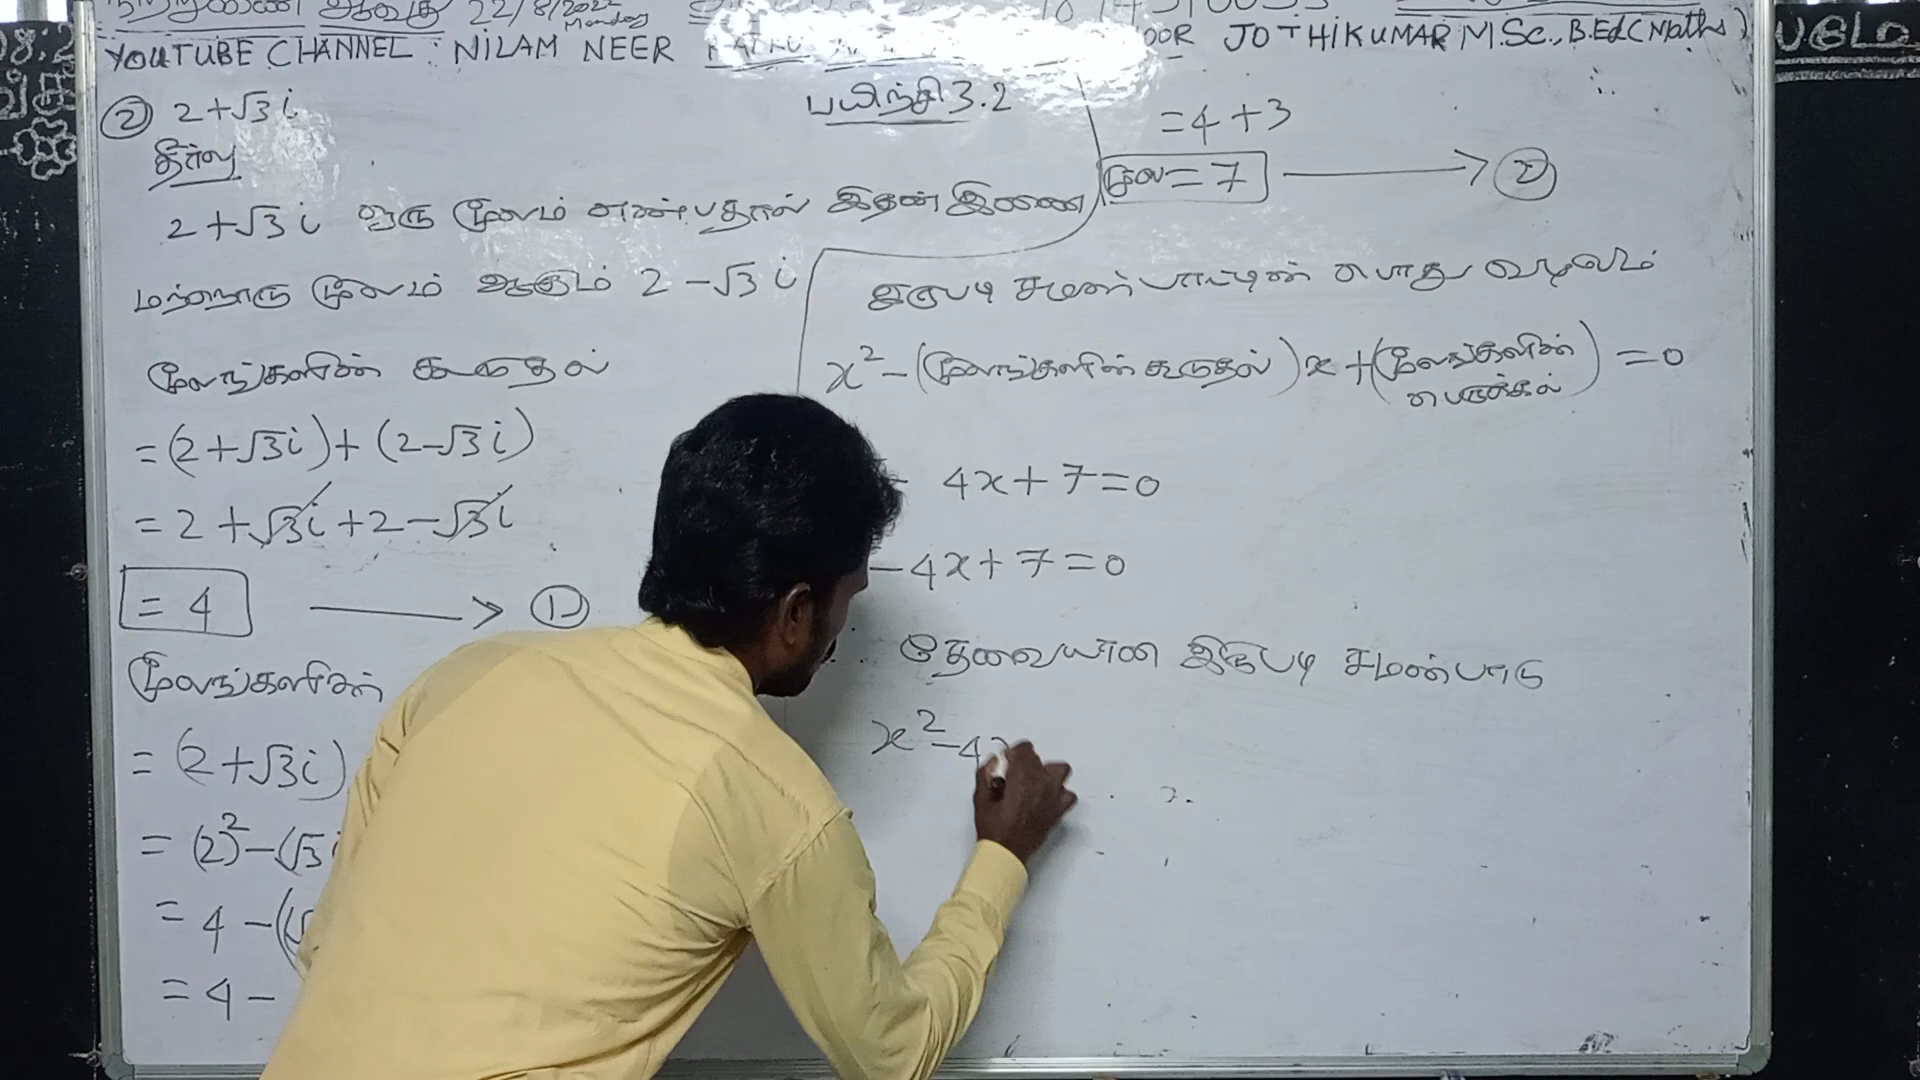 22/8/2022
Monday
YOUTUBE CHANNEL : NILAM NEER
JOTHIKUMAR M.Sc., B.Ed (Maths)
பயிற்சி 3.2
② 2+√3i
தீர்வு
2+√3i ஒரு மூலம் என்பதால் இதன் இணை
மற்றொரு மூலம் ஆகும் 2-√3i
மூலங்களின் கூடுதல்
=(2+√3i)+(2-√3i)
=2+√3i+2-√3i
=4 → ①
மூலங்களின்
=(2+√3i)
=(2)²-(√3i
=4-(
=4-
=4+3
=7 → ②
இருபடி சமன்பாட்டின் பொது வடிவம்
x²-(மூலங்களின் கூடுதல்)x+(மூலங்களின் பெருக்கல்)=0
4x+7=0
-4x+7=0
தேவையான இருபடி சமன்பாடு
x²-4x